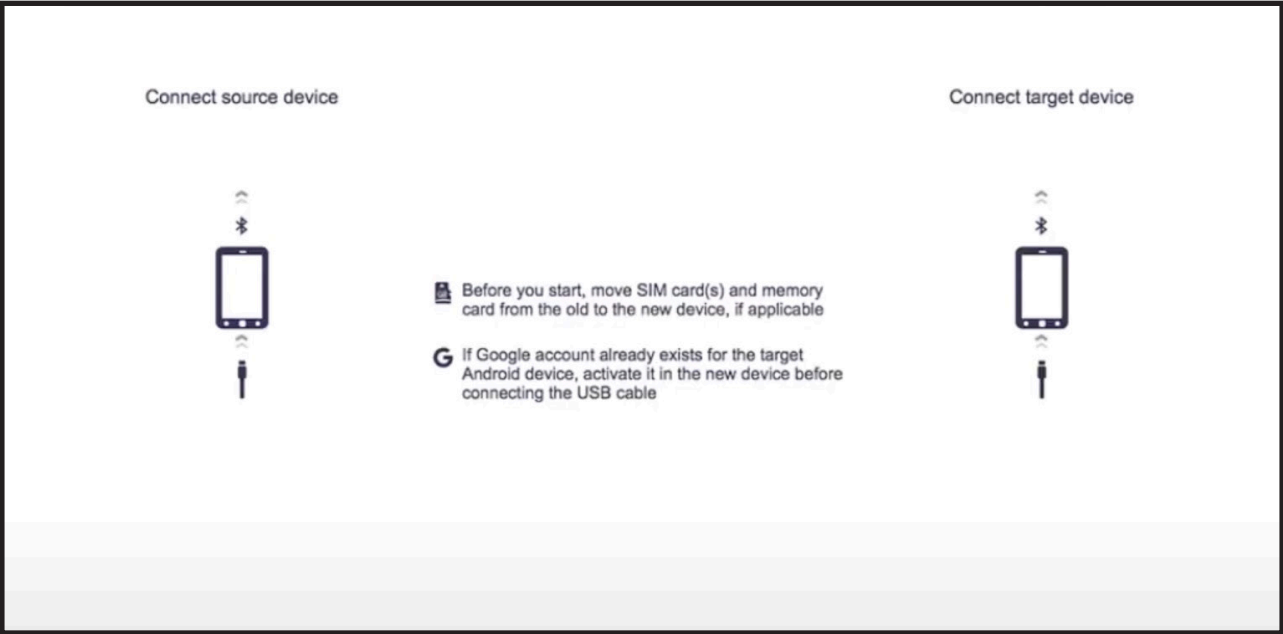 Connect source device
Connect target device
Before you start, move SIM card(s) and memory
card from the old to the new device, if applicable
If Google account already exists for the target
Android device, activate it in the new device before
connecting the USB cable